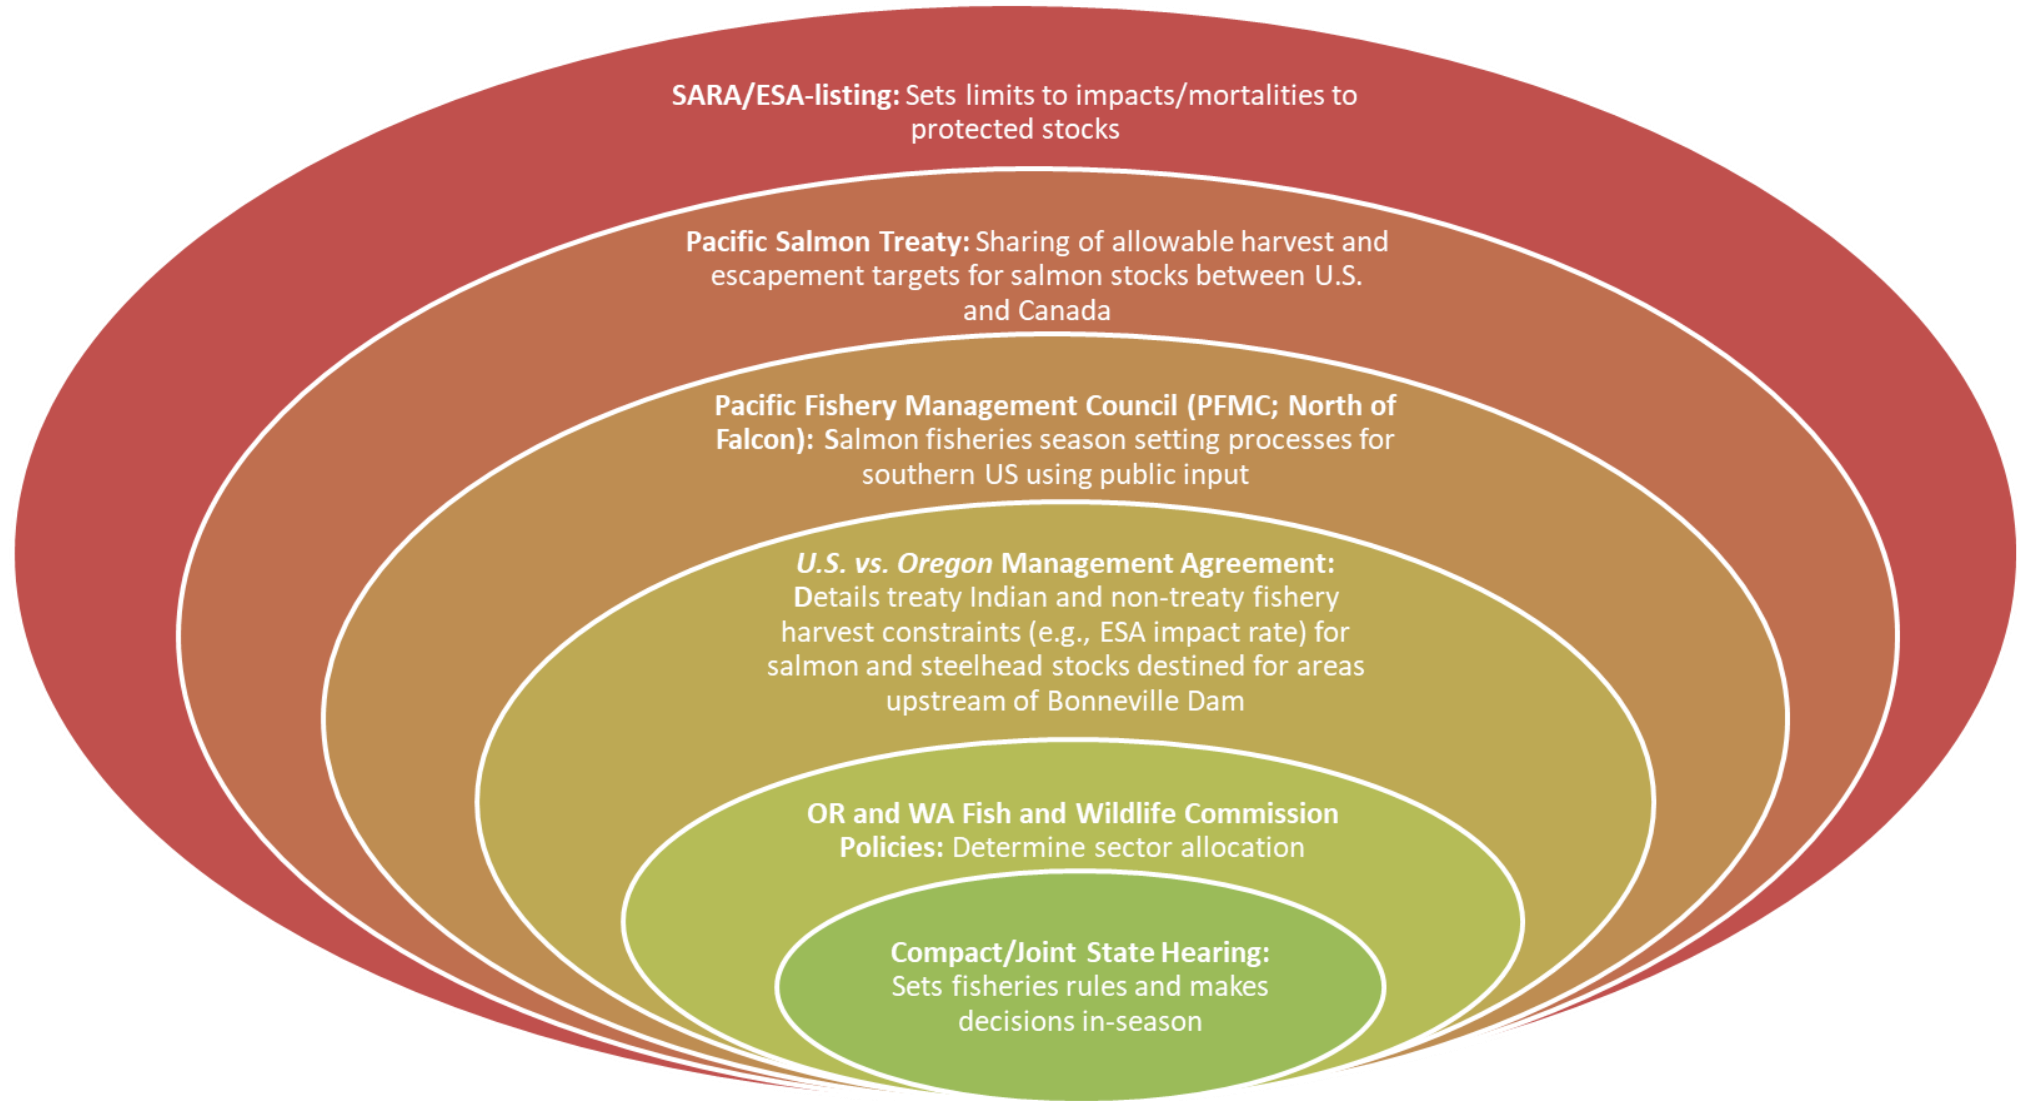 SARA/ESA-listing: Sets limits to impacts/mortalities to
protected stocks
Pacific Salmon Treaty: Sharing of allowable harvest and
escapement targets for salmon stocks between U.S.
and Canada
Pacific Fishery Management Council (PFMC; North of
Falcon): Salmon fisheries season setting processes for
southern US using public input
U.S. vs. Oregon Management Agreement:
Details treaty Indian and non-treaty fishery
harvest constraints (e.g., ESA impact rate) for
salmon and steelhead stocks destined for areas
upstream of Bonneville Dam
OR and WA Fish and Wildlife Commission
Policies: Determine sector allocation
Compact/Joint State Hearing:
Sets fisheries rules and makes
decisions in-season